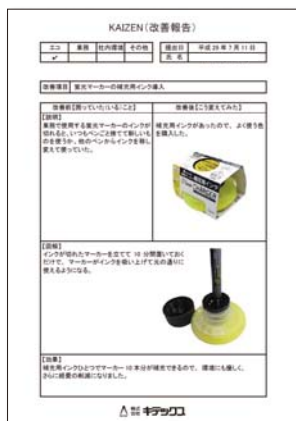 KAIZEN(改善報告)
エコ 業務 社内環境 その他 提出日 平成 29 年 7 月 11 日
✔ 氏 名
改善項目 蛍光マーカーの補充用インク導入
改善前【困っていた(いる)こと】 改善後【こう変えてみた】
【説明】
業務で使用する蛍光マーカーのインクが
切れると、いつもペンごと捨てて新しいも
のを使うか、他のペンからインクを移し
変えて使っていた。
補充用インクがあったので、よく使う色
を購入した。
【図解】
インクが切れたマーカーを立てて 10 分間置いておく
だけで、マーカーがインクを吸い上げて元の通りに
使えるようになる。
【効果】
補充用インクひとつでマーカー10 本分が補充できるので、環境にも優しく、
さらに経費の削減になりました。
株式会社 キテックス